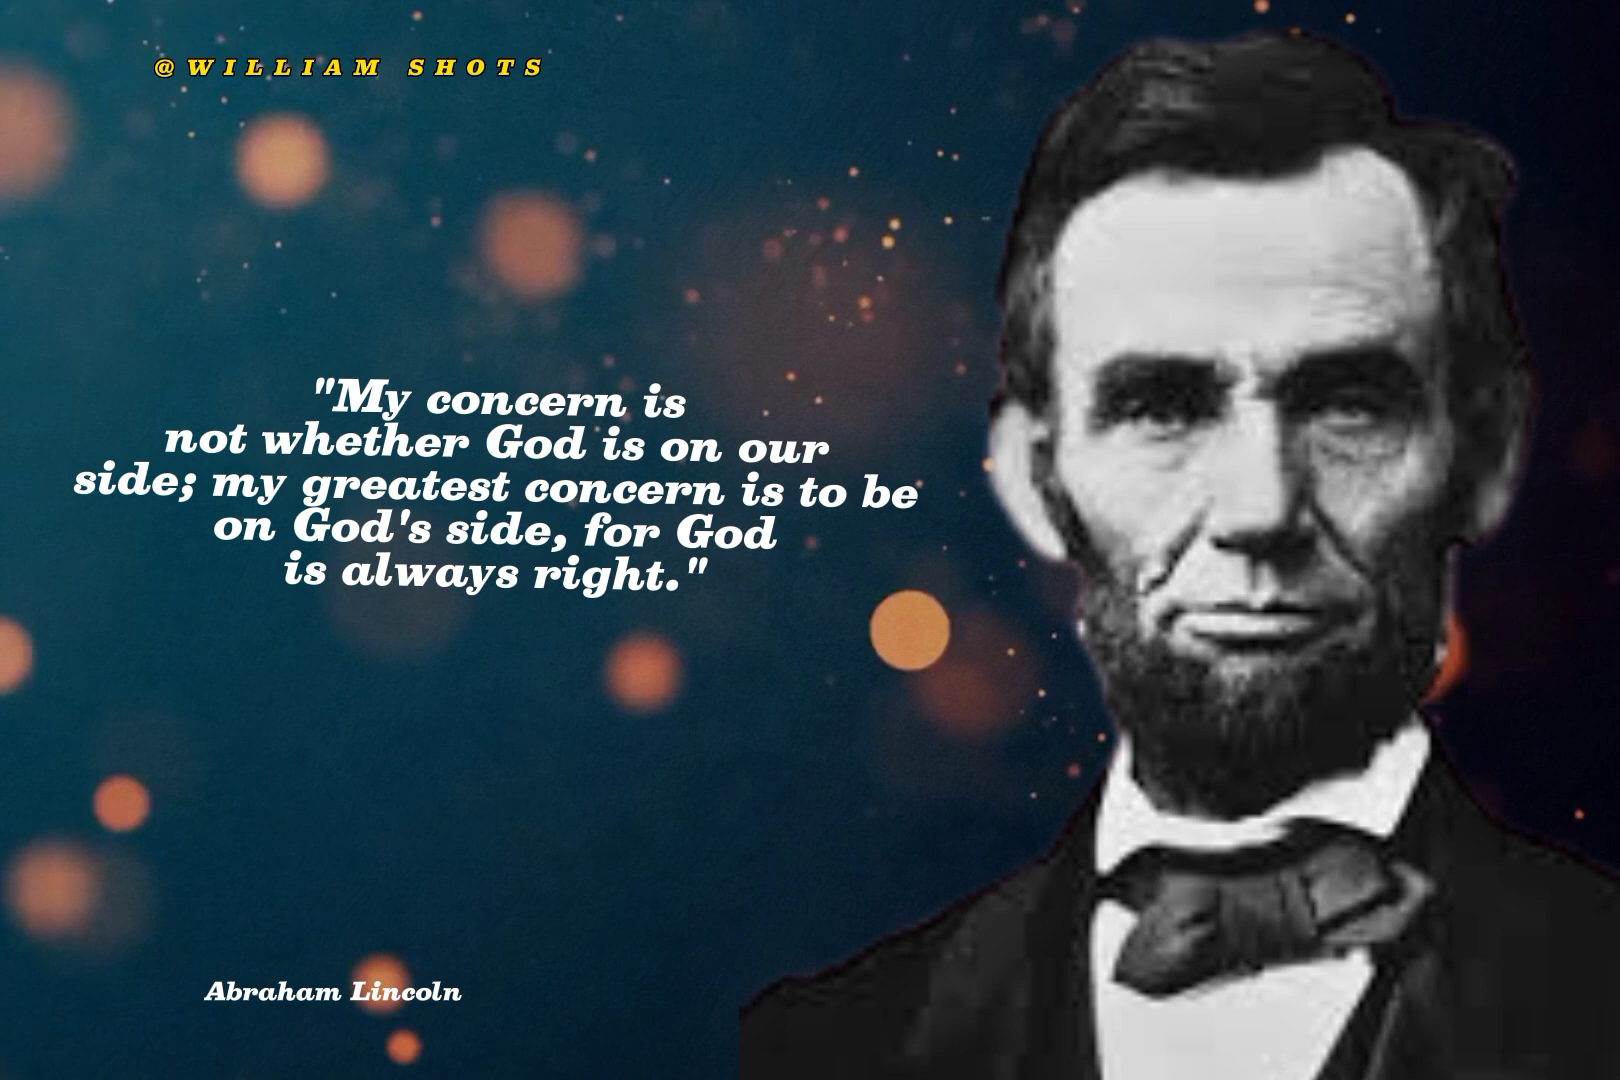 @WILLIAM SHOTS
"My concern is
not whether God is on our
side; my greatest concern is to be
on God's side, for God
is always right."
Abraham Lincoln